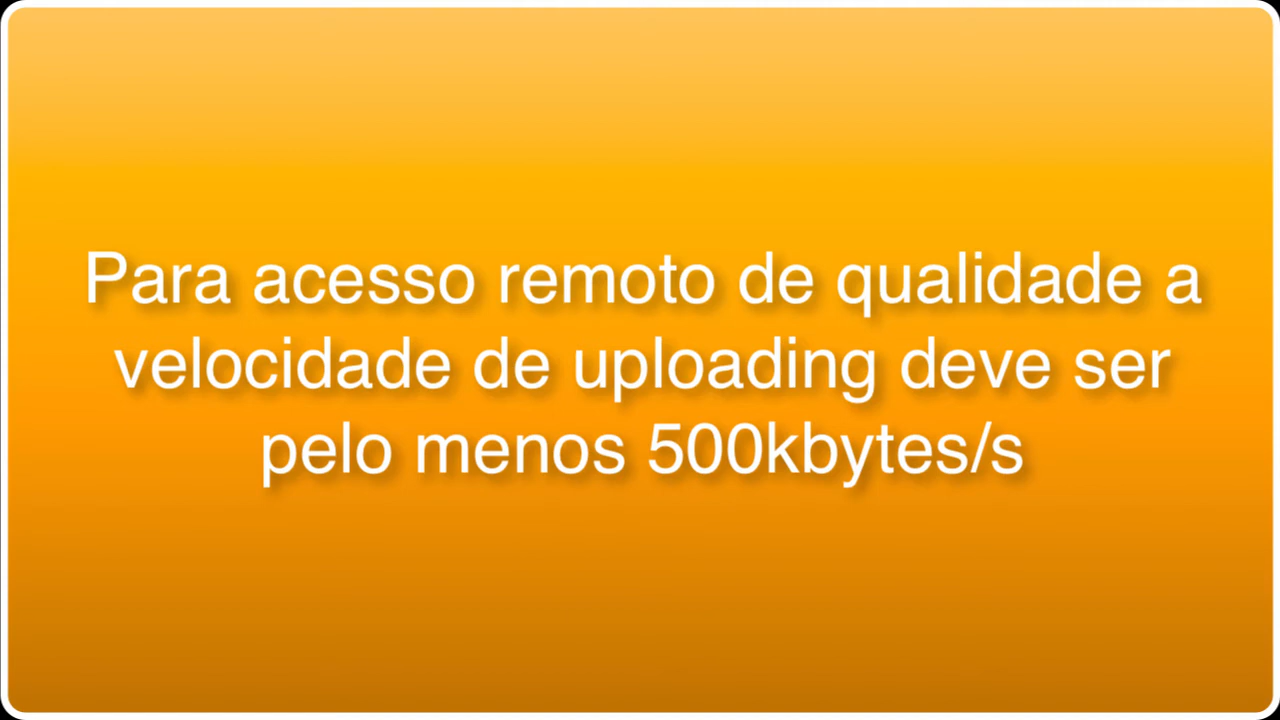 Para acesso remoto de qualidade a
velocidade de uploading deve ser
pelo menos 500kbytes/s